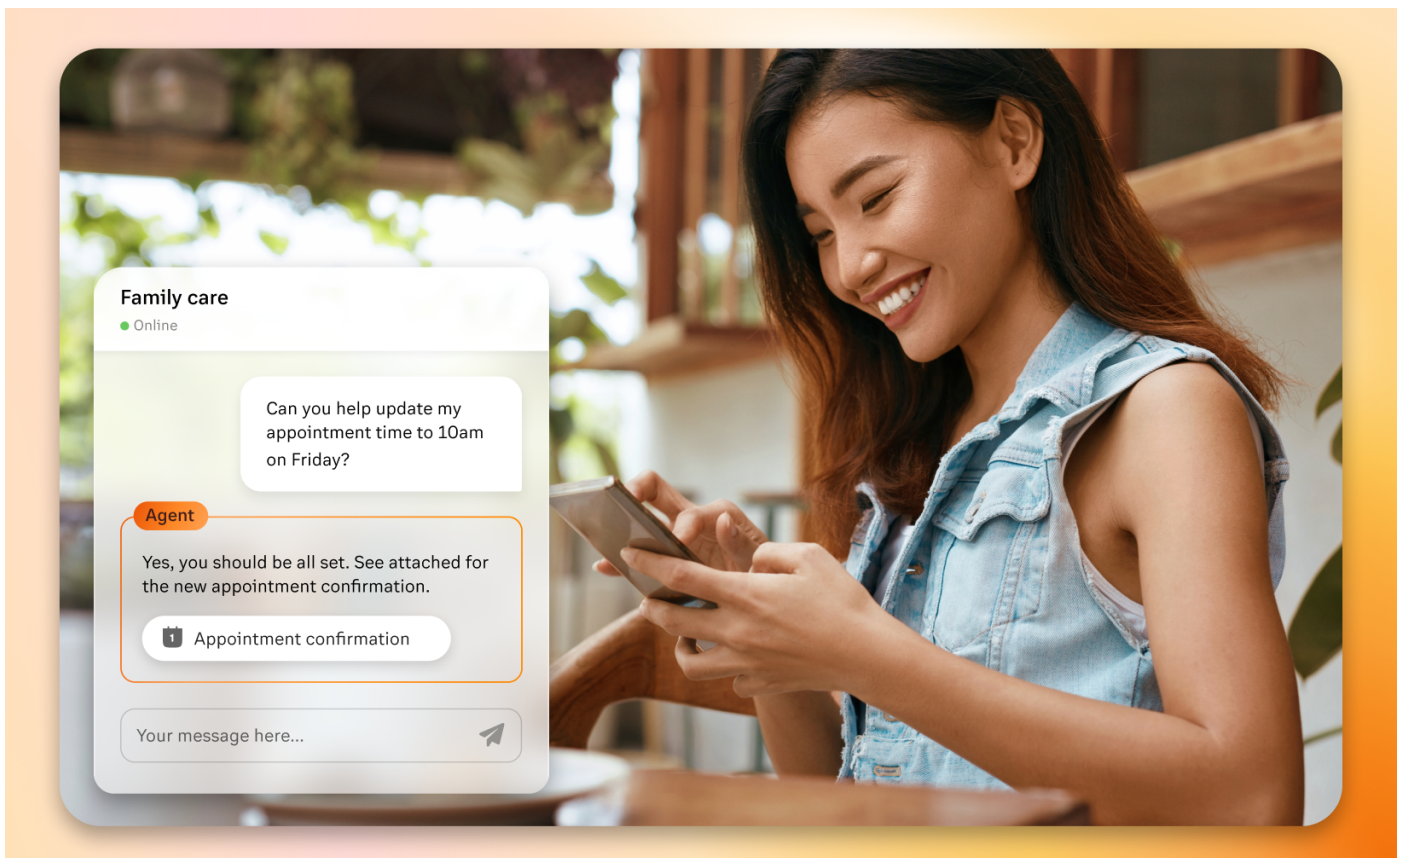 Family care
Online
Can you help update my
appointment time to 10am
on Friday?
Agent
Yes, you should be all set. See attached for
the new appointment confirmation.
1 Appointment confirmation
Your message here...